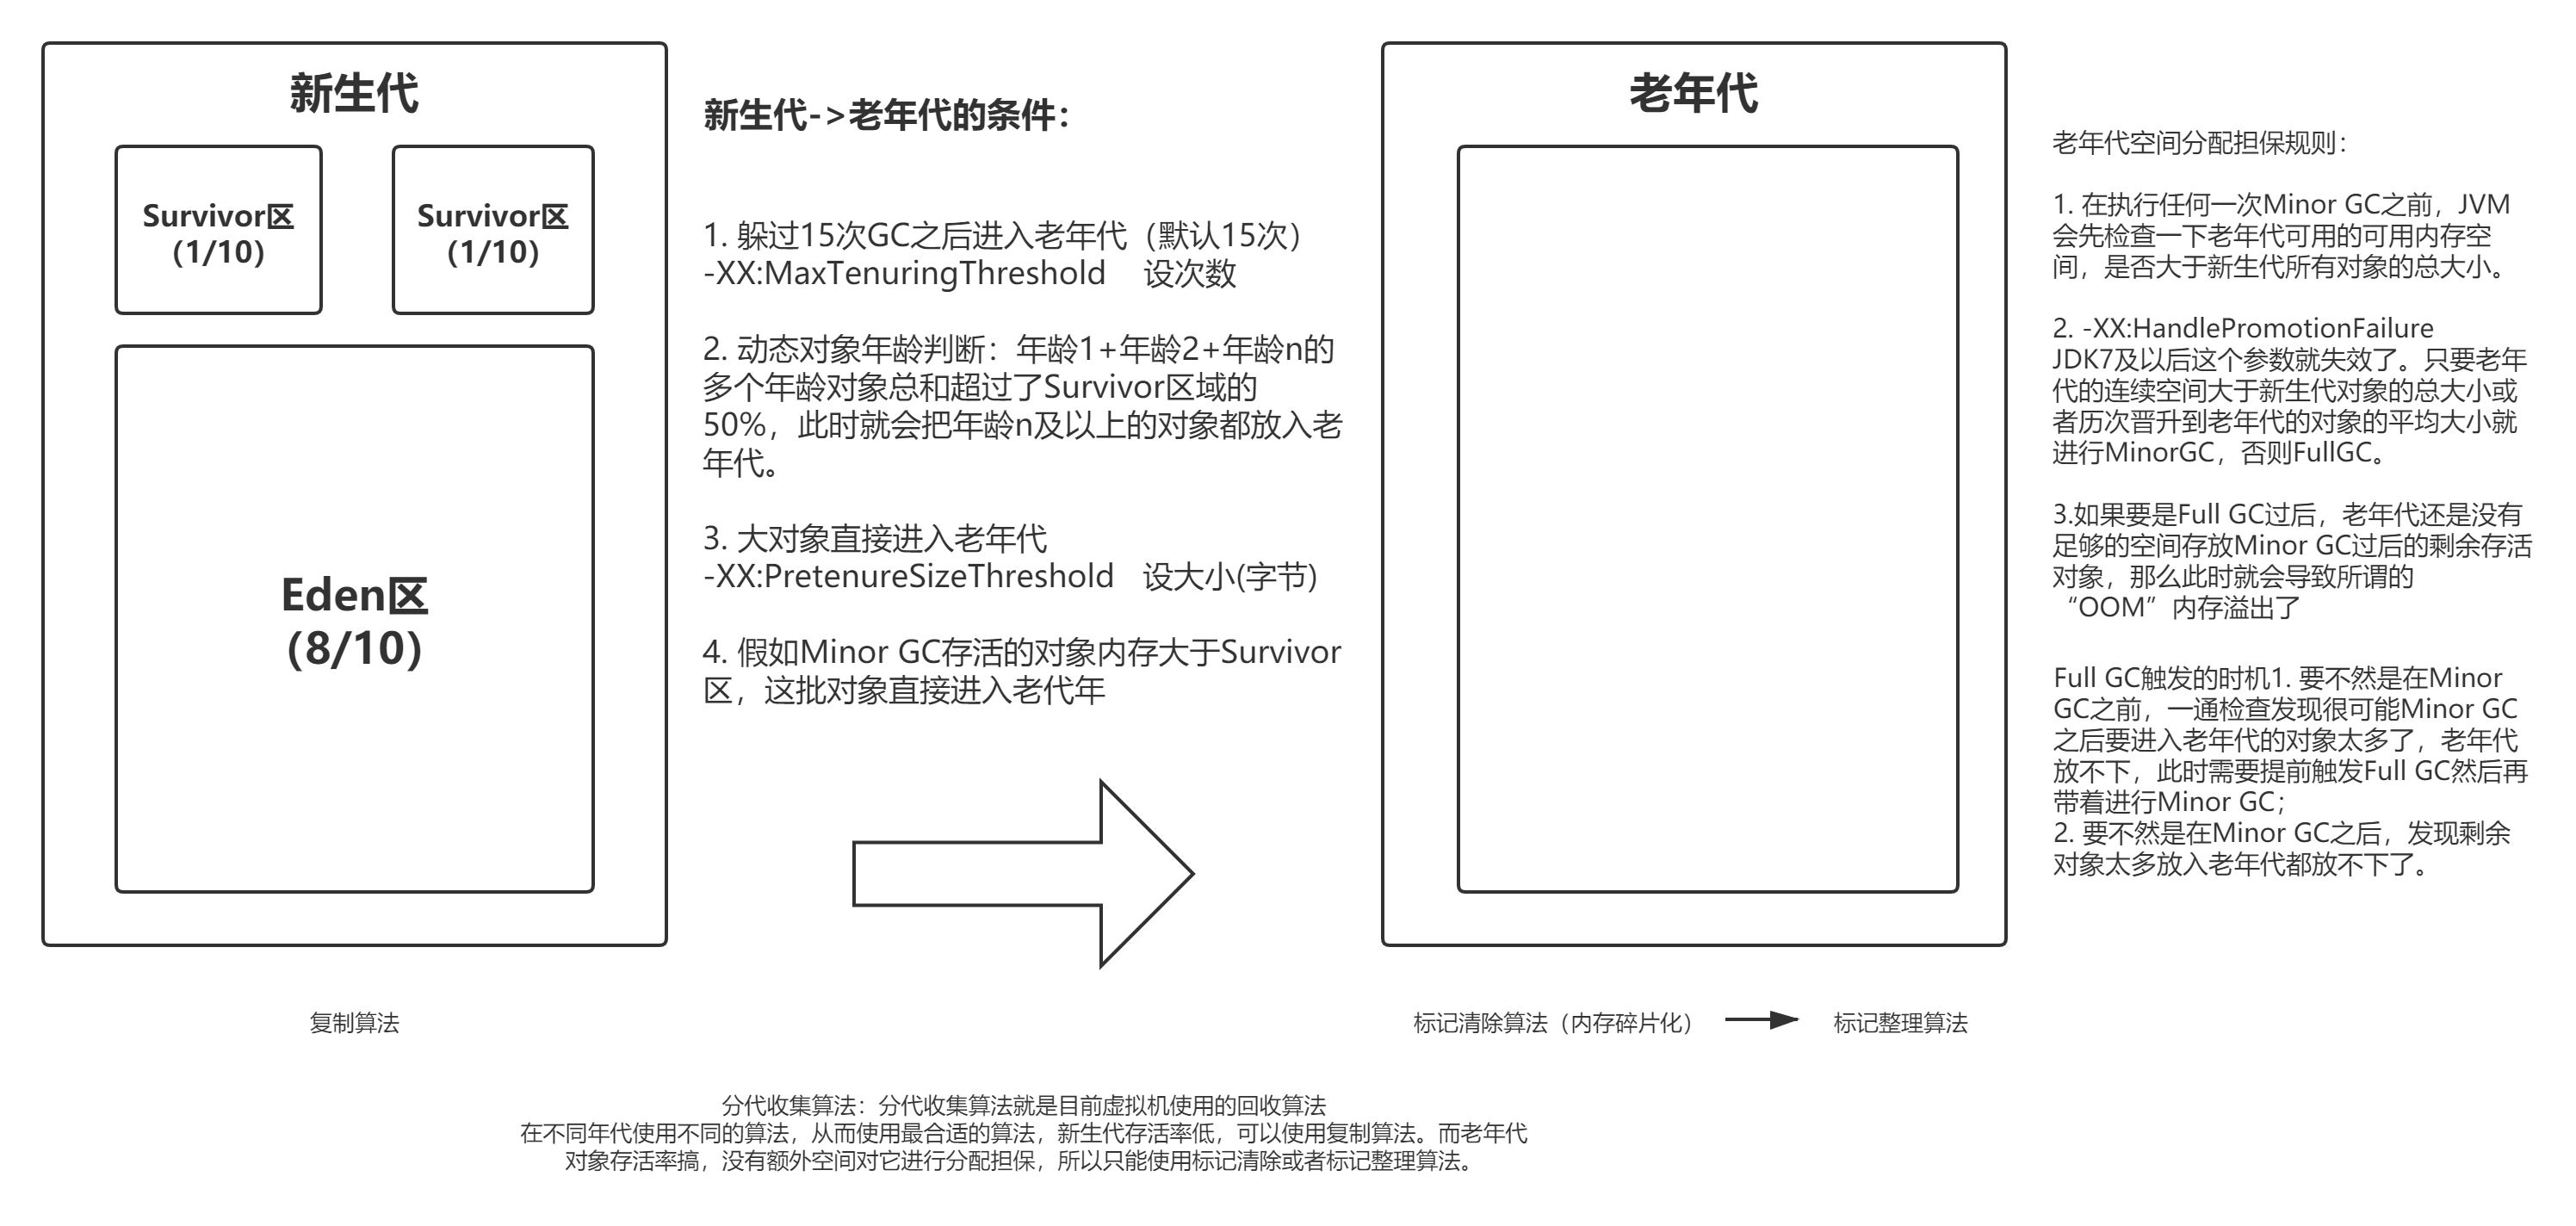 新生代
Survivor区
(1/10)
Survivor区
(1/10)
Eden区
(8/10)
复制算法
新生代->老年代的条件：
1. 躲过15次GC之后进入老年代（默认15次）
-XX:MaxTenuringThreshold 设次数
2. 动态对象年龄判断：年龄1+年龄2+年龄n的
多个年龄对象总和超过了Survivor区域的
50%，此时就会把年龄n及以上的对象都放入老
年代。
3. 大对象直接进入老年代
-XX:PretenureSizeThreshold 设大小(字节)
4. 假如Minor GC存活的对象内存大于Survivor
区，这批对象直接进入老代年
老年代
标记清除算法（内存碎片化）
标记整理算法
老年代空间分配担保规则：
1. 在执行任何一次Minor GC之前，JVM
会先检查一下老年代可用的可用内存空
间，是否大于新生代所有对象的总大小。
2. -XX:HandlePromotionFailure
JDK7及以后这个参数就失效了。只要老年
代的连续空间大于新生代对象的总大小或
者历次晋升到老年代的对象的平均大小就
进行MinorGC，否则FullGC。
3.如果要是Full GC过后，老年代还是没有
足够的空间存放Minor GC过后的剩余存活
对象，那么此时就会导致所谓的
“OOM”内存溢出了
Full GC触发的时机1. 要不然是在Minor
GC之前，一通检查发现很可能Minor GC
之后要进入老年代的对象太多了，老年代
放不下，此时需要提前触发Full GC然后再
带着进行Minor GC；
2. 要不然是在Minor GC之后，发现剩余
对象太多放入老年代都放不下了。
分代收集算法：分代收集算法就是目前虚拟机使用的回收算法
在不同年代使用不同的算法，从而使用最合适的算法，新生代存活率低，可以使用复制算法。而老年代
对象存活率搞，没有额外空间对它进行分配担保，所以只能使用标记清除或者标记整理算法。